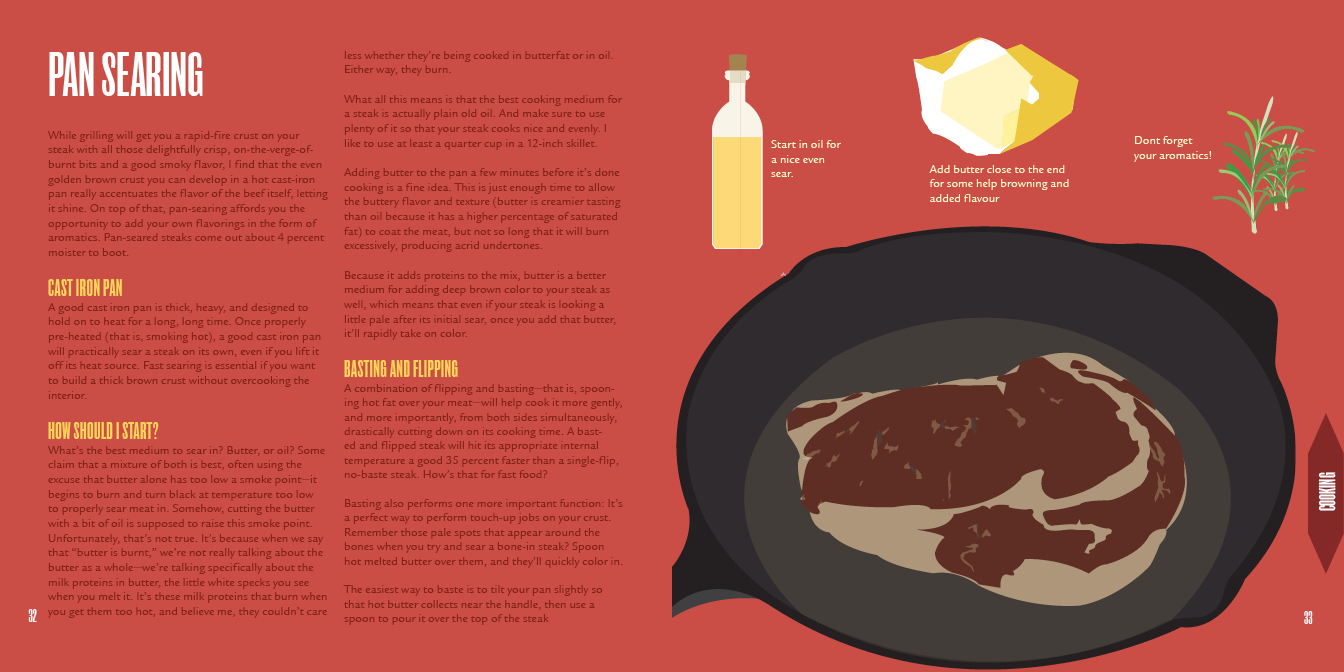 PAN SEARING
While grilling will get you a rapid-fire crust on your
steak with all those delightfully crisp, on-the-verge-of-
burnt bits and a good smoky flavor, I find that the even
golden brown crust you can develop in a hot cast-iron
pan really accentuates the flavor of the beef itself, letting
it shine. On top of that, pan-searing affords you the
opportunity to add your own flavorings in the form of
aromatics. Pan-seared steaks come out about 4 percent
moister to boot.
CAST IRON PAN
A good cast iron pan is thick, heavy, and designed to
hold on to heat for a long, long time. Once properly
pre-heated (that is, smoking hot), a good cast iron pan
will practically sear a steak on its own, even if you lift it
off its heat source. Fast searing is essential if you want
to build a thick brown crust without overcooking the
interior.
HOW SHOULD I START?
What's the best medium to sear in? Butter, or oil? Some
claim that a mixture of both is best, often using the
excuse that butter alone has too low a smoke point—it
begins to burn and turn black at temperature too low
to properly sear meat in. Somehow, cutting the butter
with a bit of oil is supposed to raise this smoke point.
Unfortunately, that's not true. It's because when we say
that "butter is burnt," we're not really talking about the
butter as a whole—we're talking specifically about the
milk proteins in butter, the little white specks you see
when you melt it. It's these milk proteins that burn when
you get them too hot, and believe me, they couldn't care
32
less whether they're being cooked in butterfat or in oil.
Either way, they burn.
What all this means is that the best cooking medium for
a steak is actually plain old oil. And make sure to use
plenty of it so that your steak cooks nice and evenly. I
like to use at least a quarter cup in a 12-inch skillet.
Adding butter to the pan a few minutes before it's done
cooking is a fine idea. This is just enough time to allow
the buttery flavor and texture (butter is creamier tasting
than oil because it has a higher percentage of saturated
fat) to coat the meat, but not so long that it will burn
excessively, producing acrid undertones.
Because it adds proteins to the mix, butter is a better
medium for adding deep brown color to your steak as
well, which means that even if your steak is looking a
little pale after its initial sear, once you add that butter,
it'll rapidly take on color.
BASTING AND FLIPPING
A combination of flipping and basting—that is, spoon-
ing hot fat over your meat—will help cook it more gently,
and more importantly, from both sides simultaneously,
drastically cutting down on its cooking time. A bast-
ed and flipped steak will hit its appropriate internal
temperature a good 35 percent faster than a single-flip,
no-baste steak. How's that for fast food?
Basting also performs one more important function: It's
a perfect way to perform touch-up jobs on your crust.
Remember those pale spots that appear around the
bones when you try and sear a bone-in steak? Spoon
hot melted butter over them, and they'll quickly color in.
The easiest way to baste is to tilt your pan slightly so
that hot butter collects near the handle, then use a
spoon to pour it over the top of the steak
Start in oil for
a nice even
sear.
Add butter close to the end
for some help browning and
added flavour
Dont forget
your aromatics!
COOKING
33